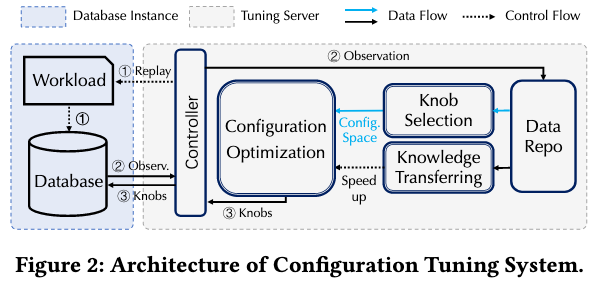 Database Instance
Tuning Server
Data Flow
Control Flow
Workload
① Replay
②  Observation
①
Database
② Observ.
③ Knobs
Controller
Configuration
Optimization
③ Knobs
Config.
Space
Speed
up
Knob
Selection
Knowledge
Transferring
Data
Repo
Figure 2: Architecture of Configuration Tuning System.